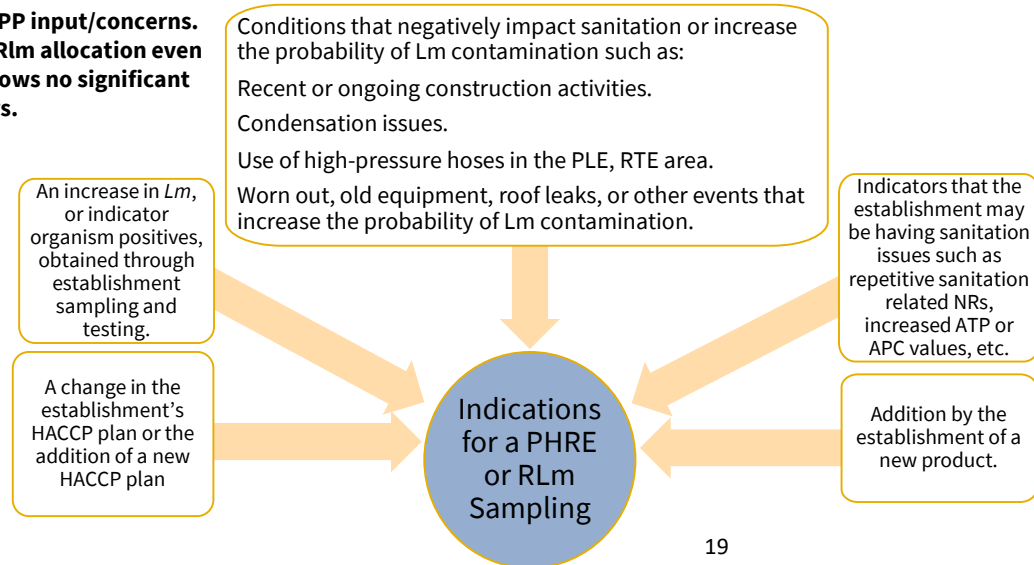 PP input/concerns.
Rlm allocation even
ows no significant
s.
Conditions that negatively impact sanitation or increase
the probability of Lm contamination such as:
Recent or ongoing construction activities.
Condensation issues.
Use of high-pressure hoses in the PLE, RTE area.
Worn out, old equipment, roof leaks, or other events that
increase the probability of Lm contamination.
An increase in Lm,
or indicator
organism positives,
obtained through
establishment
sampling and
testing.
Indicators that the
establishment may
be having sanitation
issues such as
repetitive sanitation
related NRs,
increased ATP or
APC values, etc.
A change in the
establishment’s
HACCP plan or the
addition of a new
HACCP plan
Indications
for a PHRE
or RLm
Sampling
Addition by the
establishment of a
new product.
19